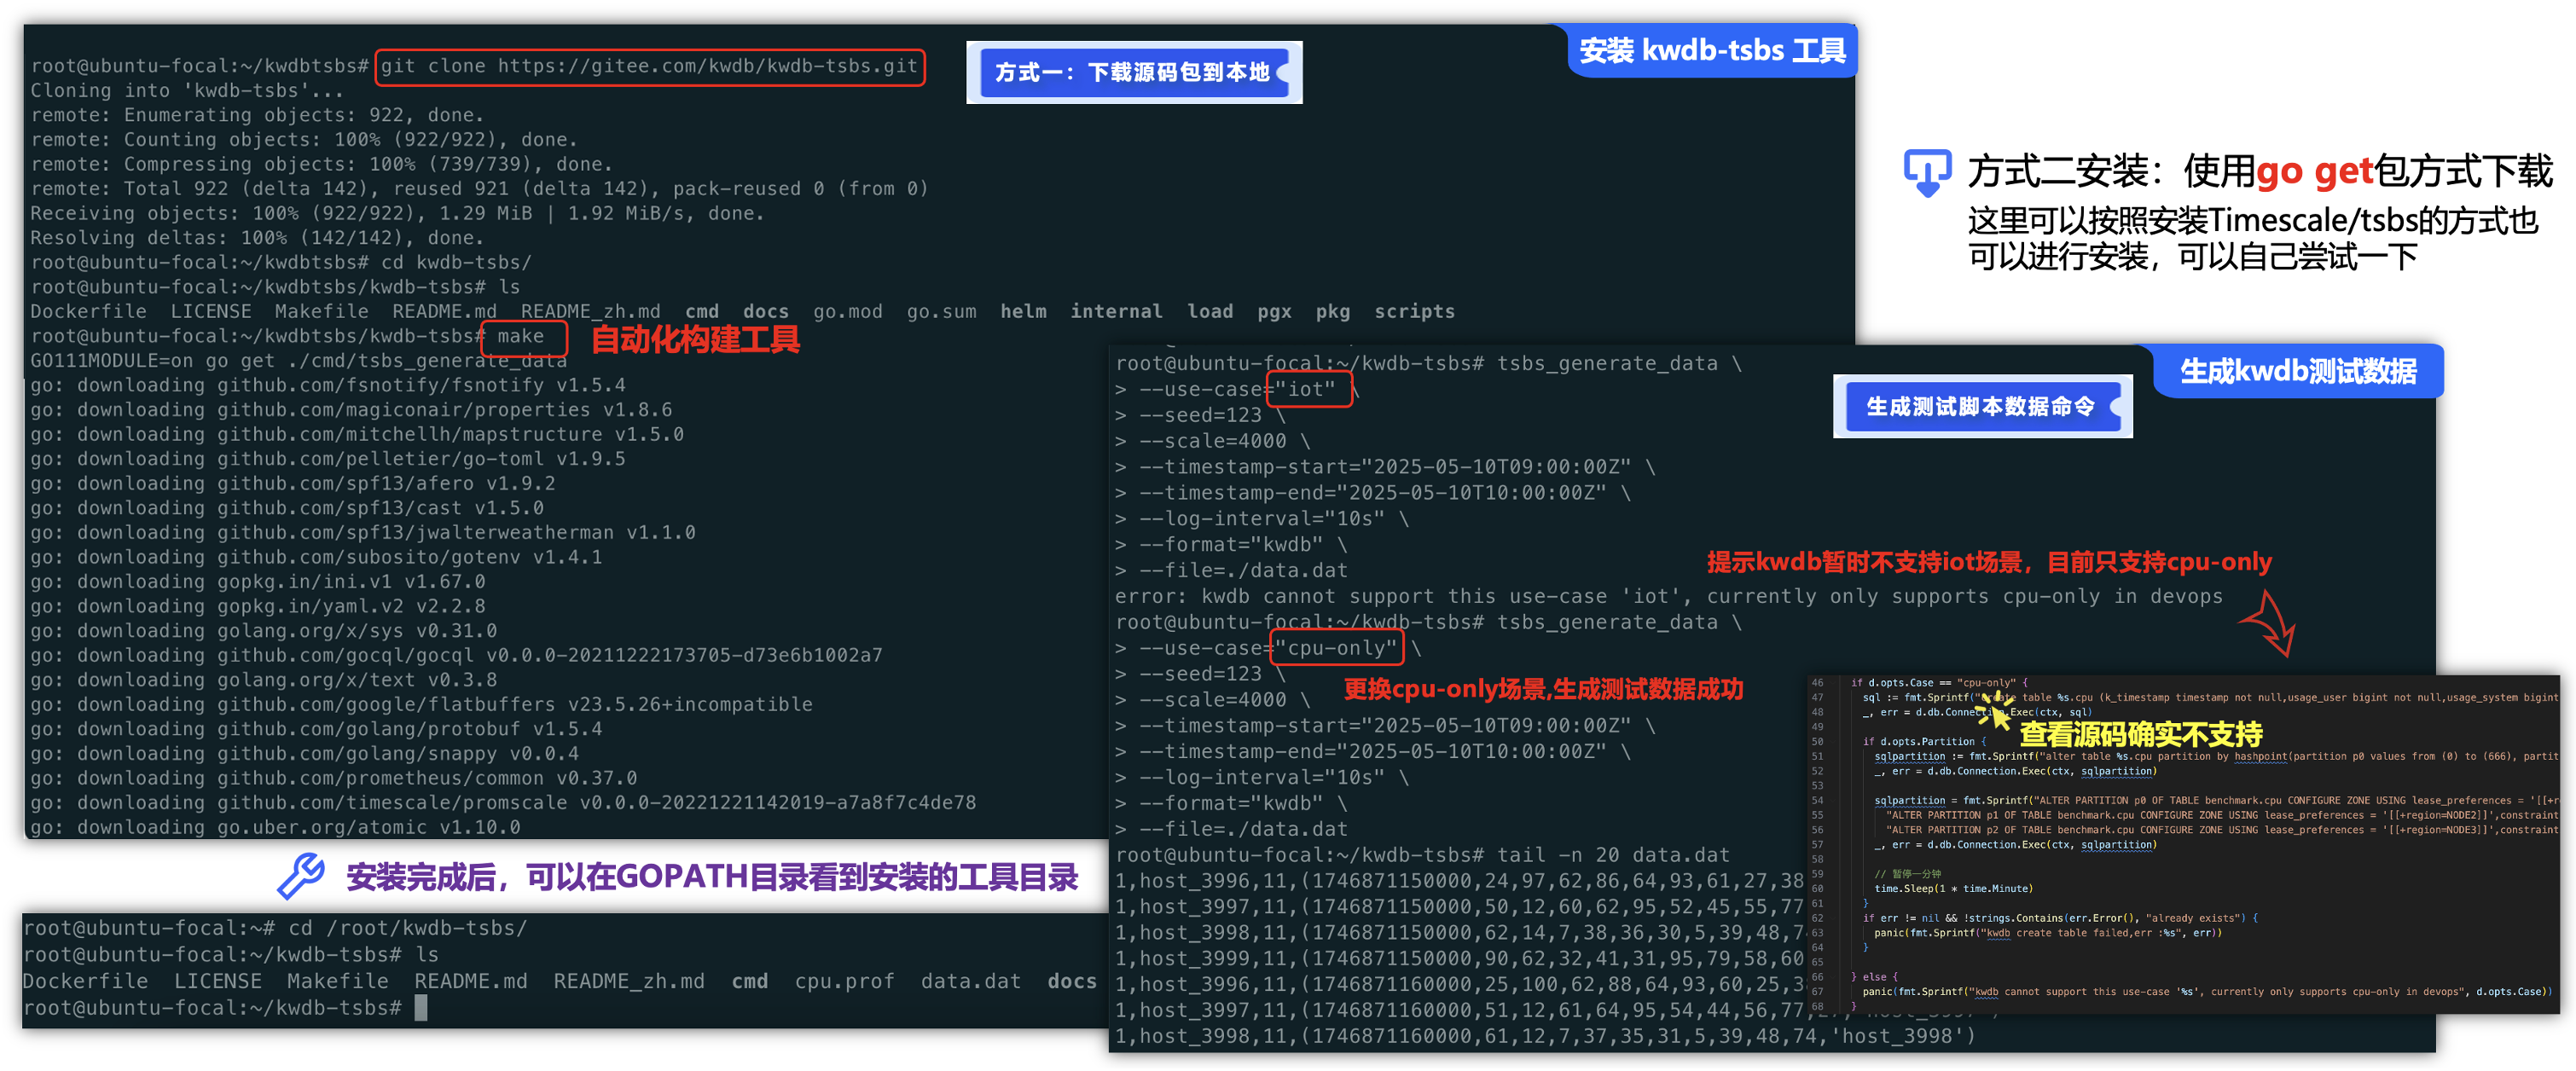 安装 kwdb-tsbs 工具
方式一：下载源码包到本地
root@ubuntu-focal:~/kwdbtsbs# git clone https://gitee.com/kwdb/kwdb-tsbs.git
Cloning into 'kwdb-tsbs'...
remote: Enumerating objects: 922, done.
remote: Counting objects: 100% (922/922), done.
remote: Compressing objects: 100% (739/739), done.
remote: Total 922 (delta 142), reused 921 (delta 142), pack-reused 0 (from 0)
Receiving objects: 100% (922/922), 1.29 MiB | 1.92 MiB/s, done.
Resolving deltas: 100% (142/142), done.
root@ubuntu-focal:~/kwdbtsbs# cd kwdb-tsbs/
root@ubuntu-focal:~/kwdbtsbs/kwdb-tsbs# ls
Dockerfile LICENSE Makefile README.md README_zh.md cmd docs go.mod go.sum helm internal load pgx pkg scripts
root@ubuntu-focal:~/kwdbtsbs/kwdb-tsbs# make
自动化构建工具
GO111MODULE=on go get ./cmd/tsbs_generate_data
go: downloading github.com/fsnotify/fsnotify v1.5.4
go: downloading github.com/magiconair/properties v1.8.6
go: downloading github.com/mitchellh/mapstructure v1.5.0
go: downloading github.com/pelletier/go-toml v1.9.5
go: downloading github.com/spf13/afero v1.9.2
go: downloading github.com/spf13/cast v1.5.0
go: downloading github.com/spf13/jwalterweatherman v1.1.0
go: downloading github.com/subosito/gotenv v1.4.1
go: downloading gopkg.in/ini.v1 v1.67.0
go: downloading gopkg.in/yaml.v2 v2.2.8
go: downloading golang.org/x/sys v0.31.0
go: downloading github.com/gocql/gocql v0.0.0-20211222173705-d73e6b1002a7
go: downloading golang.org/x/text v0.3.8
go: downloading github.com/google/flatbuffers v23.5.26+incompatible
go: downloading github.com/golang/protobuf v1.5.4
go: downloading github.com/golang/snappy v0.0.4
go: downloading github.com/prometheus/common v0.37.0
go: downloading github.com/timescale/promscale v0.0.0-20221221142019-a7a8f7c4de78
go: downloading go.uber.org/atomic v1.10.0
方式二安装：使用go get包方式下载
这里可以按照安装Timescale/tsbs的方式也
可以进行安装，可以自己尝试一下
安装完成后，可以在GOPATH目录看到安装的工具目录
root@ubuntu-focal:~# cd /root/kwdb-tsbs/
root@ubuntu-focal:~/kwdb-tsbs# ls
Dockerfile LICENSE Makefile README.md README_zh.md cmd cpu.prof data.dat docs
root@ubuntu-focal:~/kwdb-tsbs#
生成kwdb测试数据
生成测试脚本数据命令
root@ubuntu-focal:~/kwdb-tsbs# tsbs_generate_data \
> --use-case="iot" \
> --seed=123 \
> --scale=4000 \
> --timestamp-start="2025-05-10T09:00:00Z" \
> --timestamp-end="2025-05-10T10:00:00Z" \
> --log-interval="10s" \
> --format="kwdb" \
> --file=./data.dat
提示kwdb暂时不支持iot场景，目前只支持cpu-only
error: kwdb cannot support this use-case 'iot', currently only supports cpu-only in devops
root@ubuntu-focal:~/kwdb-tsbs# tsbs_generate_data \
> --use-case="cpu-only" \
> --seed=123 \
更换cpu-only场景,生成测试数据成功
> --scale=4000 \
> --timestamp-start="2025-05-10T09:00:00Z" \
> --timestamp-end="2025-05-10T10:00:00Z" \
> --log-interval="10s" \
> --format="kwdb" \
> --file=./data.dat
root@ubuntu-focal:~/kwdb-tsbs# tail -n 20 data.dat
1,host_3996,11,(1746871150000,24,97,62,86,64,93,61,27,38
1,host_3997,11,(1746871150000,50,12,60,62,95,52,45,55,77
1,host_3998,11,(1746871150000,62,14,7,38,36,30,5,39,48,7
1,host_3999,11,(1746871150000,90,62,32,41,31,95,79,58,60
1,host_3996,11,(1746871160000,25,100,62,88,64,93,60,25,3
1,host_3997,11,(1746871160000,51,12,61,64,95,54,44,56,77,
1,host_3998,11,(1746871160000,61,12,7,37,35,31,5,39,48,74,'host_3998')
46 if d.opts.Case == "cpu-only" {
47 sql := fmt.Sprintf("create table %s.cpu (k_timestamp timestamp not null,usage_user bigint not null,usage_system bigint
48 _, err = d.db.Connection.Exec(ctx, sql)
49
查看源码确实不支持
50 if d.opts.Partition {
51 sqlpartition := fmt.Sprintf("alter table %s.cpu partition by hashpoint(partition p0 values from (0) to (666), partit
52 _, err = d.db.Connection.Exec(ctx, sqlpartition)
53
54 sqlpartition = fmt.Sprintf("ALTER PARTITION p0 OF TABLE benchmark.cpu CONFIGURE ZONE USING lease_preferences = '[[+r
55 "ALTER PARTITION p1 OF TABLE benchmark.cpu CONFIGURE ZONE USING lease_preferences = '[[+region=NODE2]]',constraint
56 "ALTER PARTITION p2 OF TABLE benchmark.cpu CONFIGURE ZONE USING lease_preferences = '[[+region=NODE3]]',constraint
57 _, err = d.db.Connection.Exec(ctx, sqlpartition)
58
59 // 暂停一分钟
60 time.Sleep(1 * time.Minute)
61 }
62 if err != nil && !strings.Contains(err.Error(), "already exists") {
63 panic(fmt.Sprintf("kwdb create table failed,err :%s", err))
64 }
65
66 } else {
67 panic(fmt.Sprintf("kwdb cannot support this use-case '%s', currently only supports cpu-only in devops", d.opts.Case))
68 }